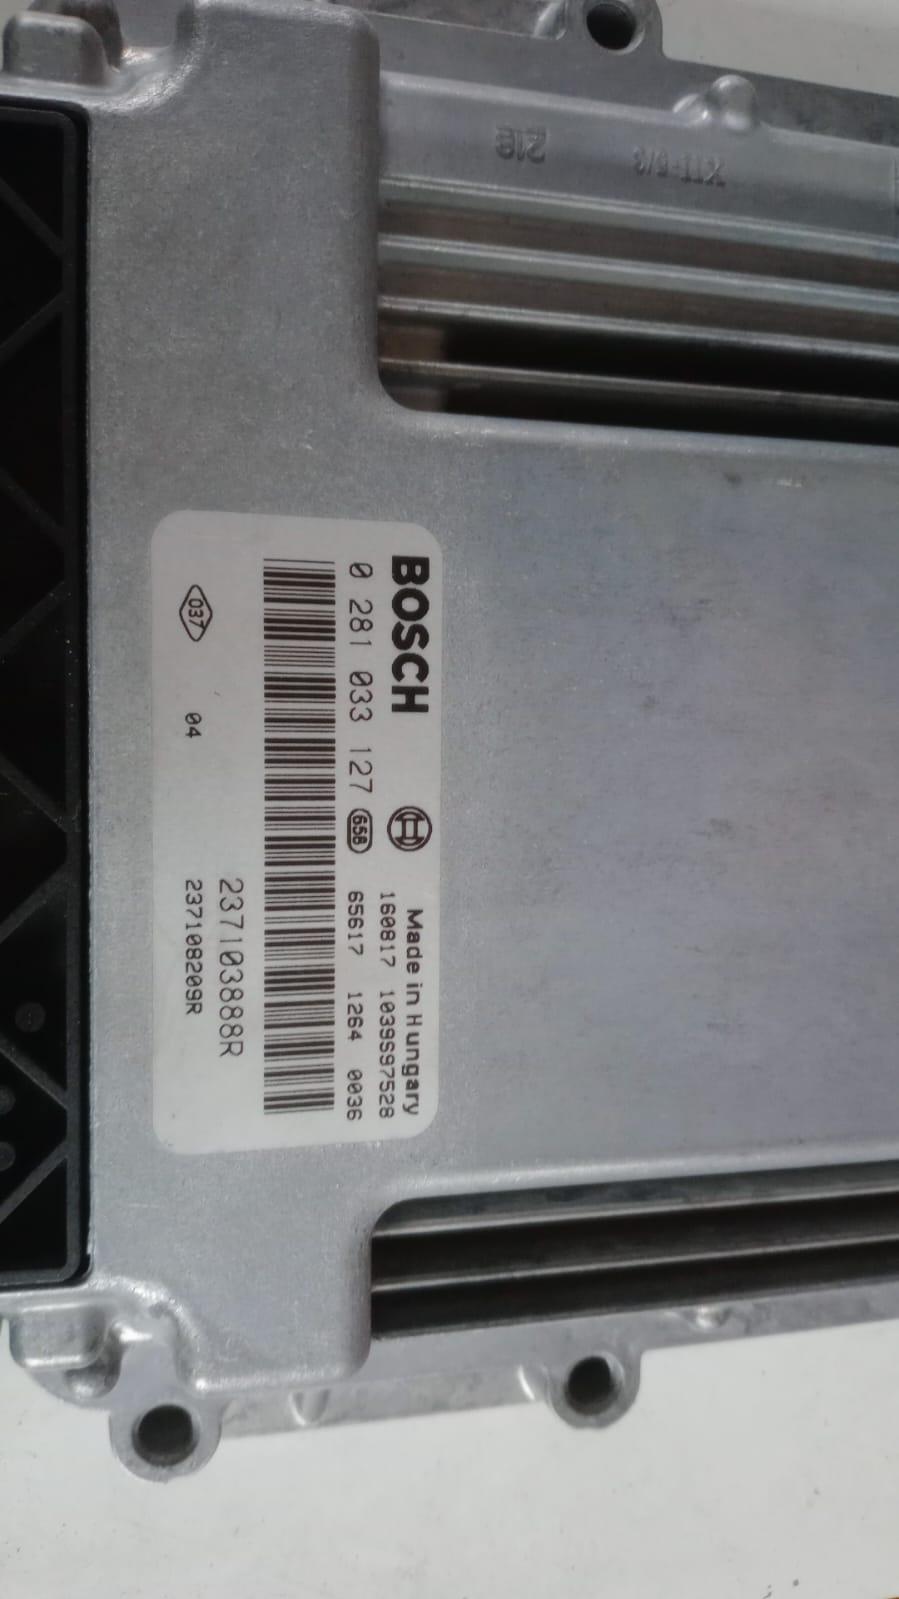 BOSCH
Made in Hungary
160817 1039S97528
0 281 033 127 658 65617 1264 0036
237103888R
037 04 237108209R